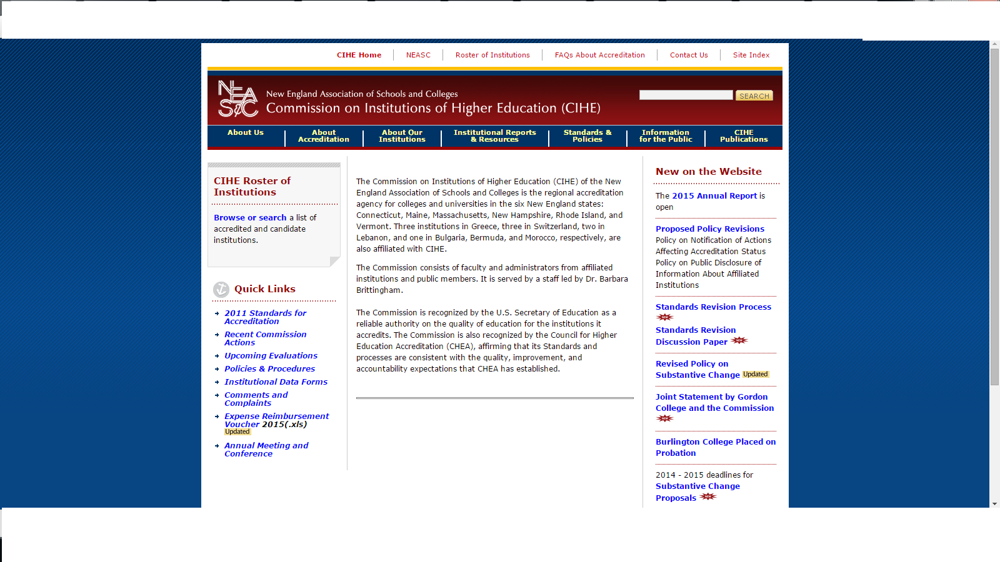 CIHE Home NEASC Roster of Institutions FAQs About Accreditation Contact Us Site Index
NEAS&C
New England Association of Schools and Colleges
Commission on Institutions of Higher Education (CIHE)
SEARCH
About Us
About
Accreditation
About Our
Institutions
Institutional Reports
& Resources
Standards &
Policies
Information
for the Public
CIHE
Publications
CIHE Roster of
Institutions
Browse or search a list of
accredited and candidate
institutions.
Quick Links
2011 Standards for
Accreditation
Recent Commission
Actions
Upcoming Evaluations
Policies & Procedures
Institutional Data Forms
Comments and
Complaints
Expense Reimbursement
Voucher 2015(.xls)
Updated
Annual Meeting and
Conference
The Commission on Institutions of Higher Education (CIHE) of the New
England Association of Schools and Colleges is the regional accreditation
agency for colleges and universities in the six New England states:
Connecticut, Maine, Massachusetts, New Hampshire, Rhode Island, and
Vermont. Three institutions in Greece, three in Switzerland, two in
Lebanon, and one in Bulgaria, Bermuda, and Morocco, respectively, are
also affiliated with CIHE.
The Commission consists of faculty and administrators from affiliated
institutions and public members. It is served by a staff led by Dr. Barbara
Brittingham.
The Commission is recognized by the U.S. Secretary of Education as a
reliable authority on the quality of education for the institutions it
accredits. The Commission is also recognized by the Council for Higher
Education Accreditation (CHEA), affirming that its Standards and
processes are consistent with the quality, improvement, and
accountability expectations that CHEA has established.
New on the Website
The 2015 Annual Report is
open
Proposed Policy Revisions
Policy on Notification of Actions
Affecting Accreditation Status
Policy on Public Disclosure of
Information About Affiliated
Institutions
Standards Revision Process
NEW
Standards Revision
Discussion Paper NEW
Revised Policy on
Substantive Change Updated
Joint Statement by Gordon
College and the Commission
NEW
Burlington College Placed on
Probation
2014 - 2015 deadlines for
Substantive Change
Proposals NEW